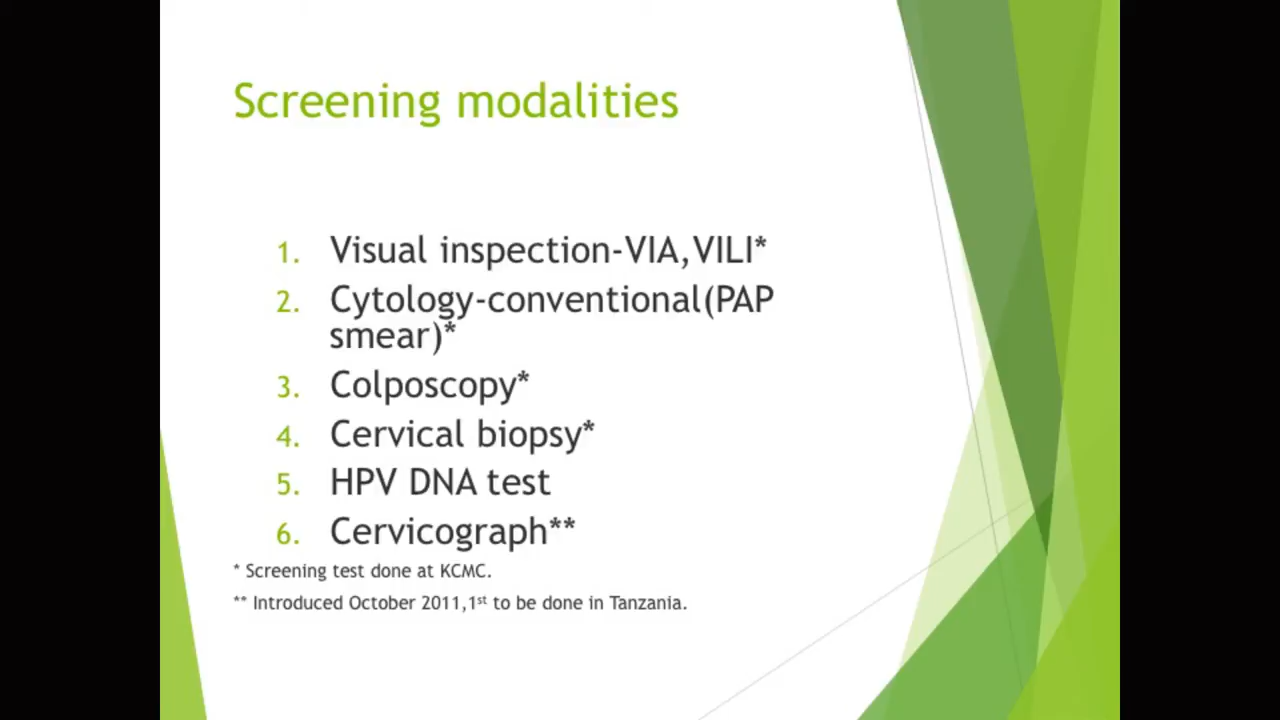 Screening modalities
1. Visual inspection-VIA,VILI*
2. Cytology-conventional(PAP
smear)*
3. Colposcopy*
4. Cervical biopsy*
5. HPV DNA test
6. Cervicograph**
* Screening test done at KCMC.
** Introduced October 2011,1st to be done in Tanzania.